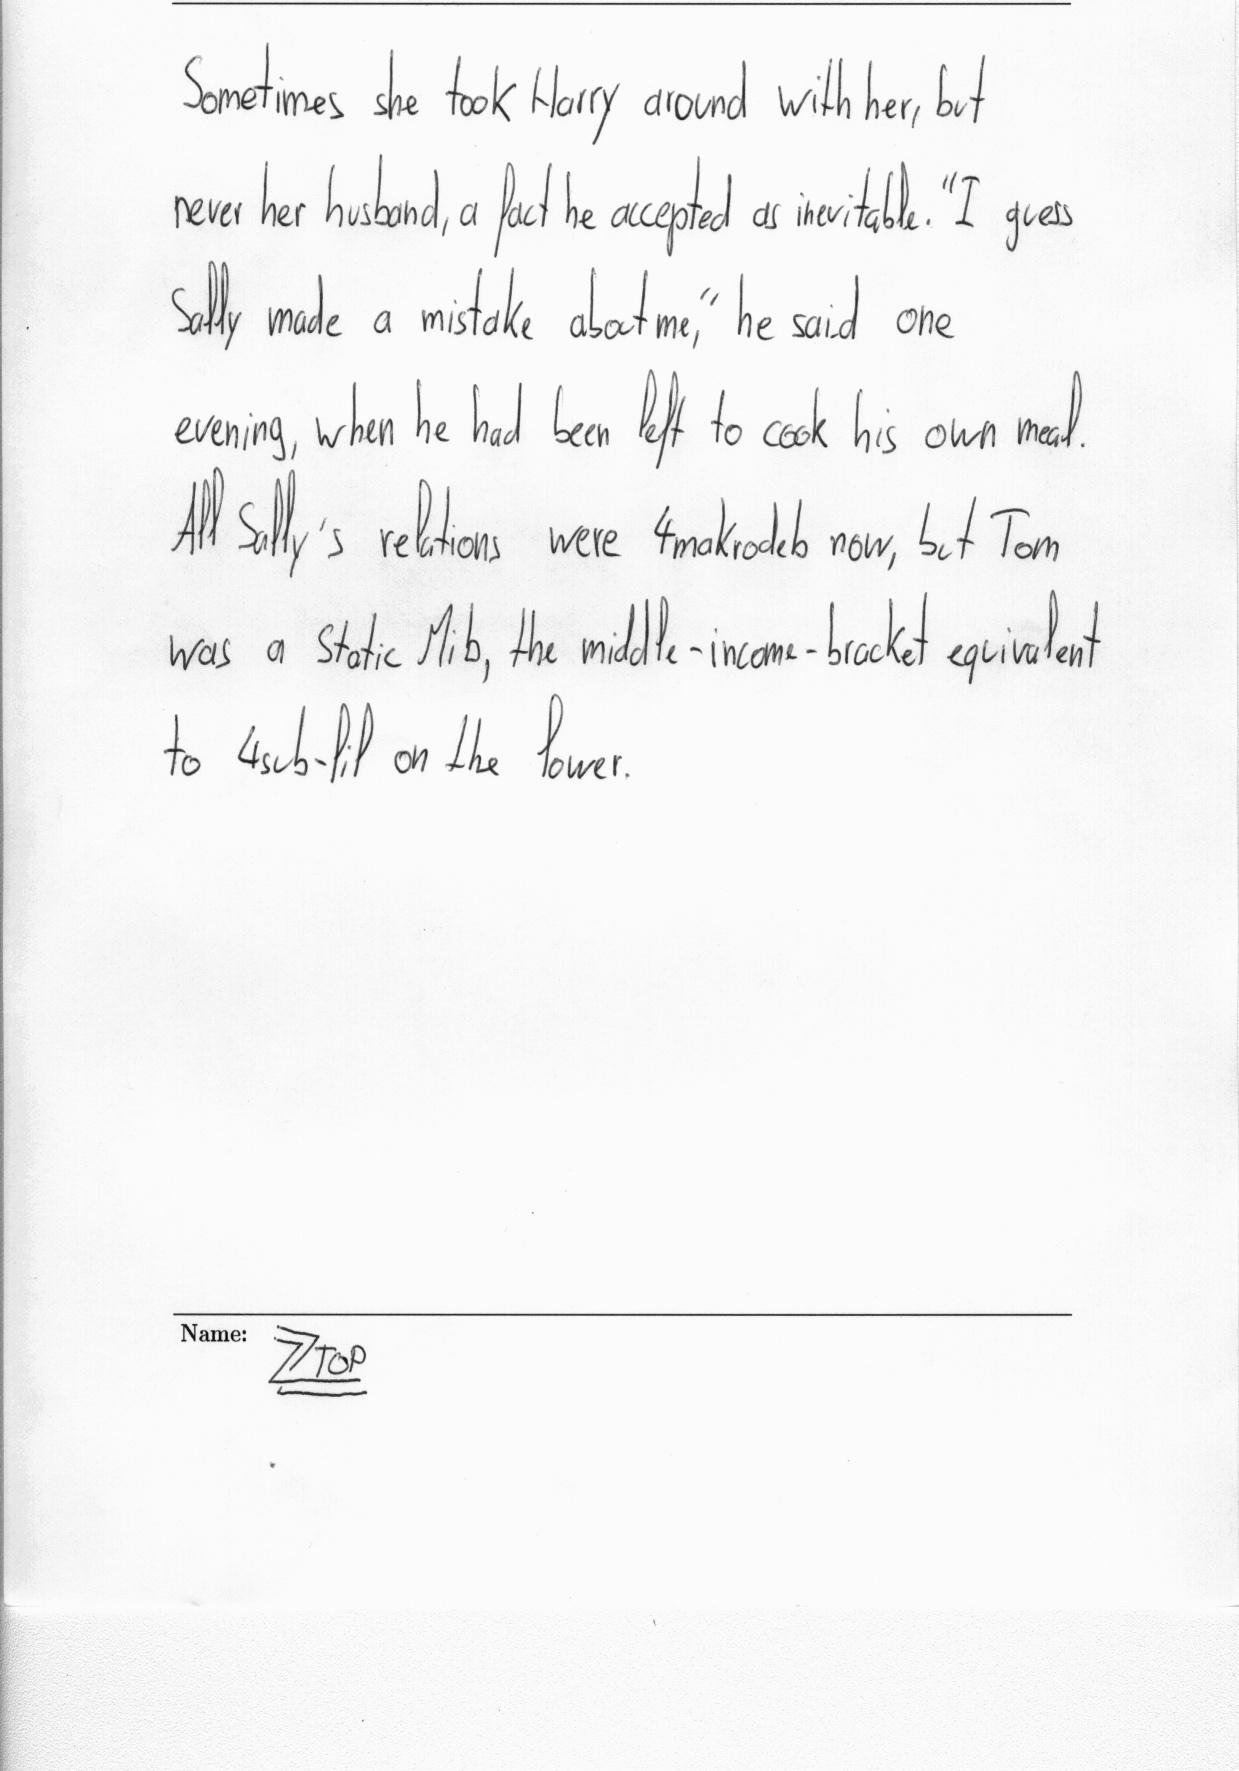 Sometimes she took Harry around with her, but
never her husband, a fact he accepted as inevitable. "I guess
Sally made a mistake about me," he said one
evening, when he had been left to cook his own meal.
All Sally's relations were 4makrodeb now, but Tom
was a Static Mib, the middle-income-bracket equivalent
to 4sub-lil on the lower.
Name: ZZTOP